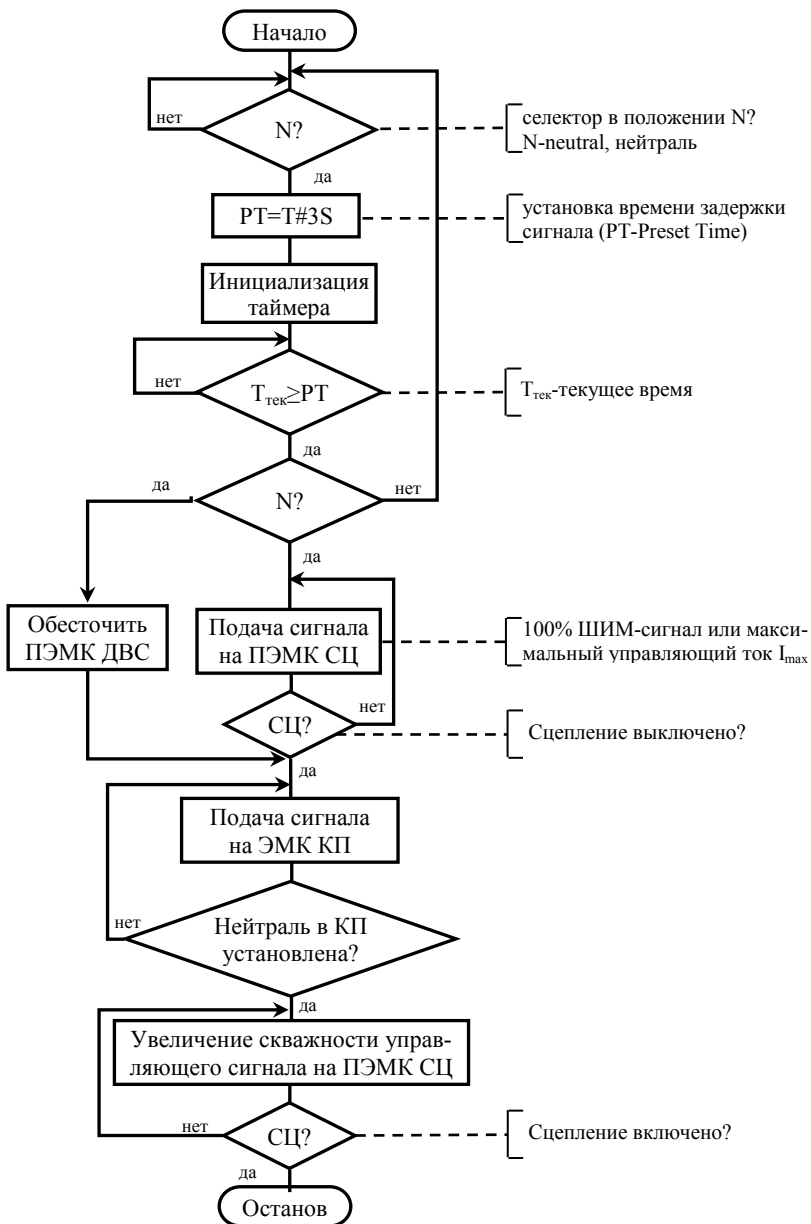 Начало
нет
N?
селектор в положении N?
N-neutral, нейтраль
да
PT=T#3S
установка времени задержки
сигнала (PT-Preset Time)
Инициализация
таймера
нет
Tтек≥PT
Tтек-текущее время
да
да
N?
нет
да
Обесточить
ПЭМК ДВС
Подача сигнала
на ПЭМК СЦ
100% ШИМ-сигнал или макси-
мальный управляющий ток Imax
нет
СЦ?
Сцепление выключено?
да
Подача сигнала
на ЭМК КП
нет
Нейтраль в КП
установлена?
да
Увеличение скважности управ-
ляющего сигнала на ПЭМК СЦ
нет
СЦ?
Сцепление включено?
да
Останов